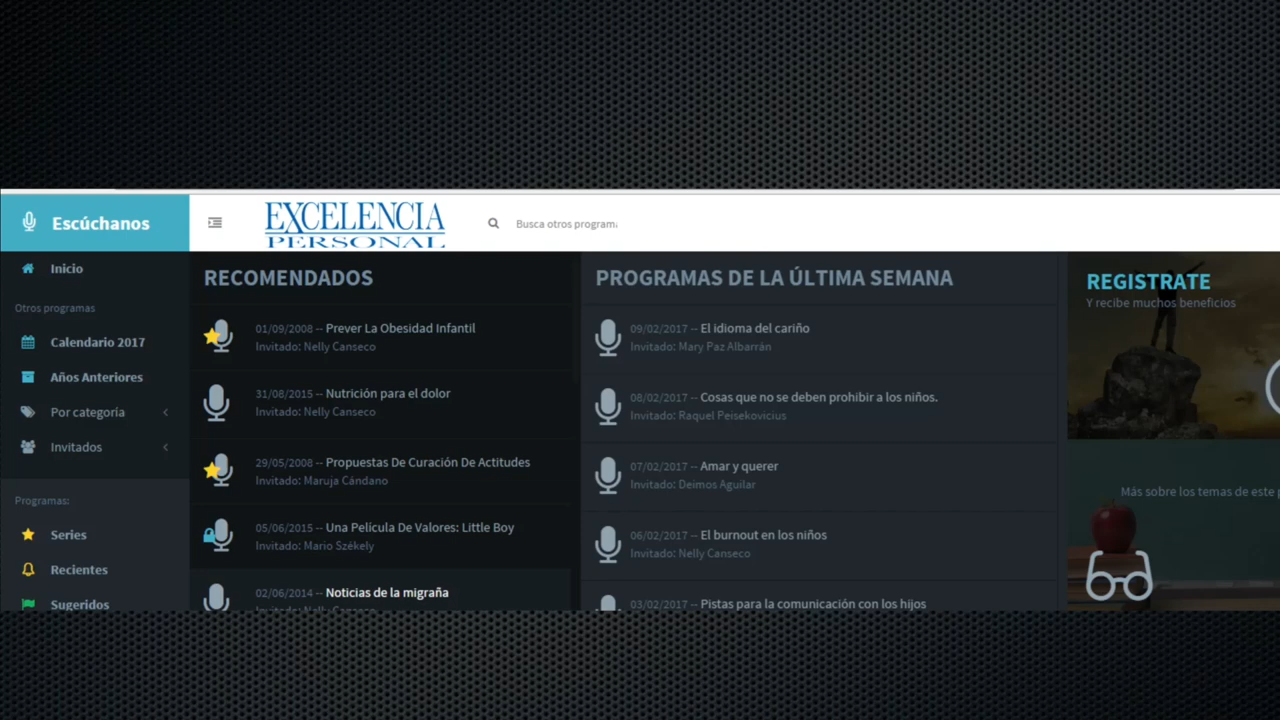 Escúchanos
EXCELENCIA
PERSONAL
Busca otros programa
Inicio
Otros programas
Calendario 2017
Años Anteriores
Por categoría
Invitados
Programas:
Series
Recientes
Sugeridos
RECOMENDADOS
01/09/2008 -- Prever La Obesidad Infantil
Invitado: Nelly Canseco
31/08/2015 -- Nutrición para el dolor
Invitado: Nelly Canseco
29/05/2008 -- Propuestas De Curación De Actitudes
Invitado: Maruja Cándano
05/06/2015 -- Una Película De Valores: Little Boy
Invitado: Mario Székely
02/06/2014 -- Noticias de la migraña
Invitado: Nelly Canseco
PROGRAMAS DE LA ÚLTIMA SEMANA
09/02/2017 -- El idioma del cariño
Invitado: Mary Paz Albarrán
08/02/2017 -- Cosas que no se deben prohibir a los niños.
Invitado: Raquel Peisekovicius
07/02/2017 -- Amar y querer
Invitado: Deimos Aguilar
06/02/2017 -- El burnout en los niños
Invitado: Nelly Canseco
03/02/2017 -- Pistas para la comunicación con los hijos
REGISTRATE
Y recibe muchos beneficios
Más sobre los temas de este